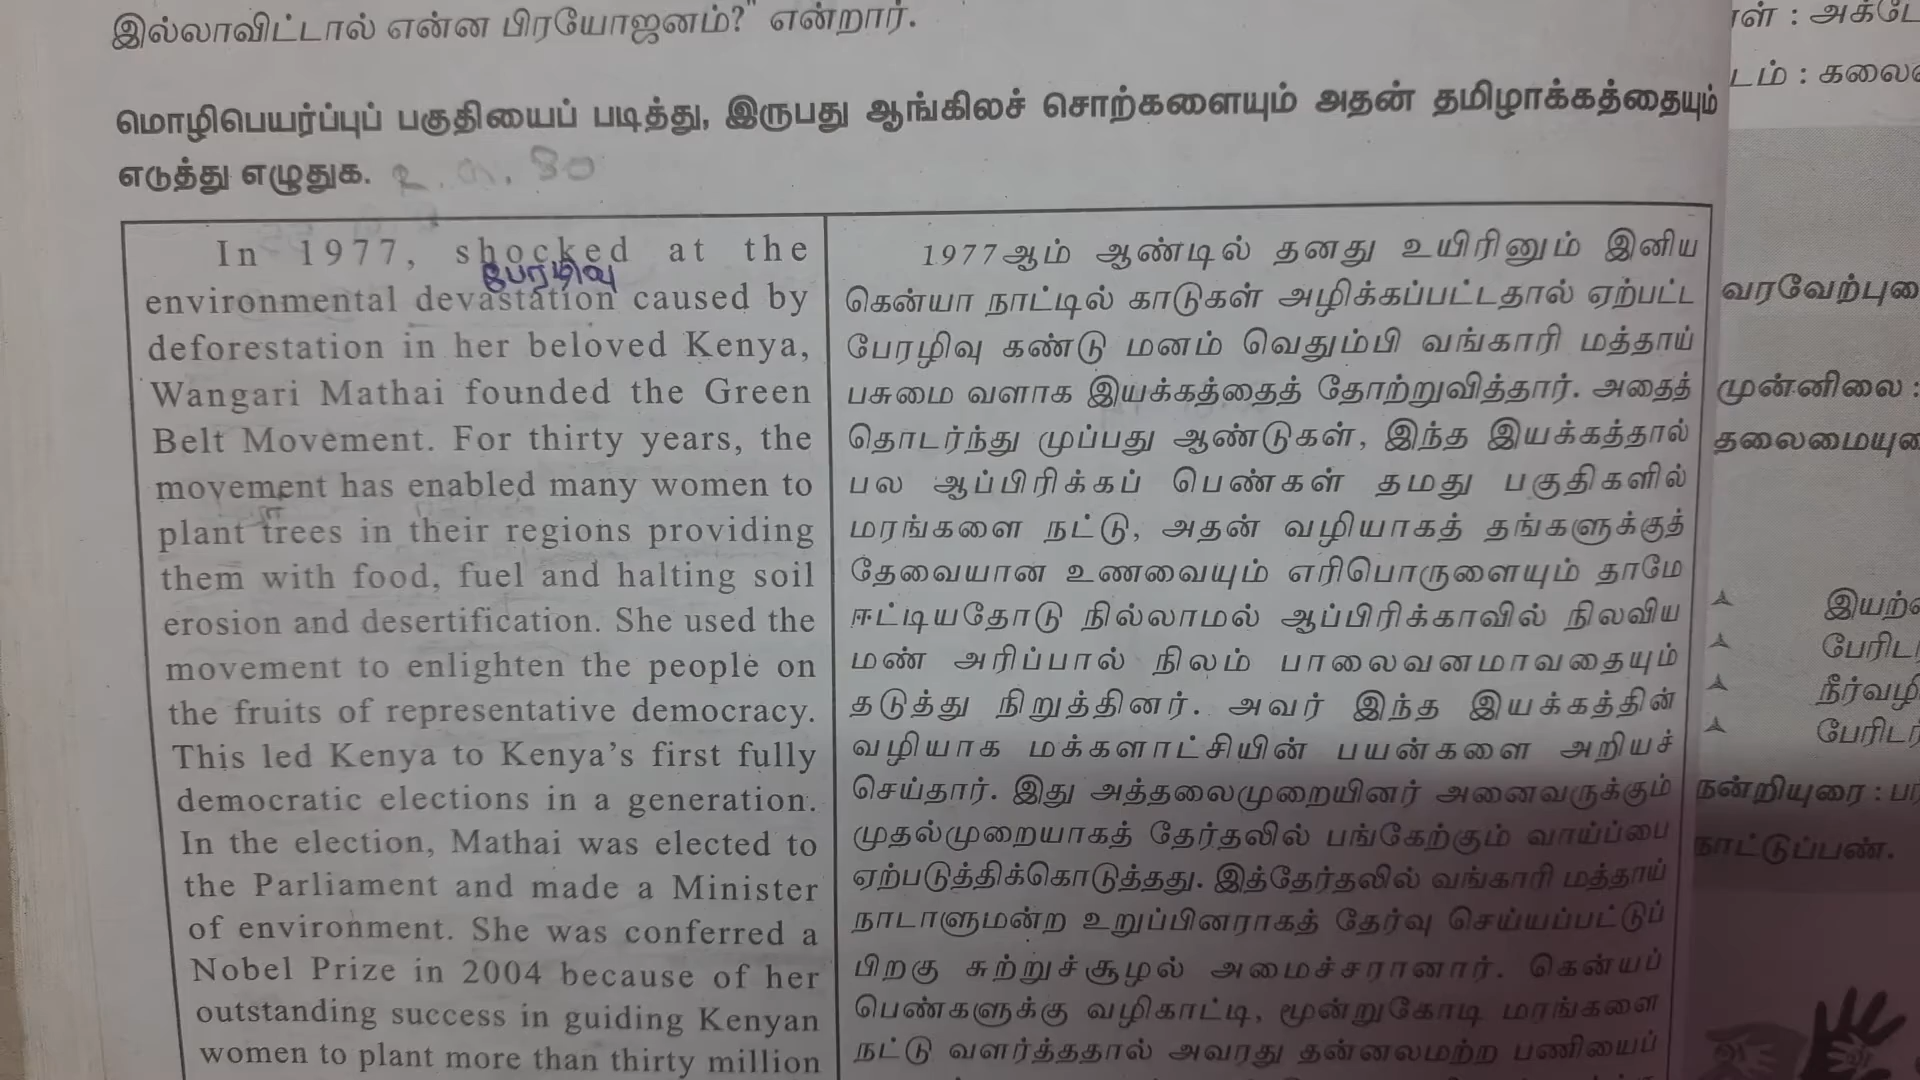 இல்லாவிட்டால் என்ன பிரயோஜனம்?" என்றார்.
மொழிபெயர்ப்புப் பகுதியைப் படித்து, இருபது ஆங்கிலச் சொற்களையும் அதன் தமிழாக்கத்தையும்
எடுத்து எழுதுக.
In 1977, shocked at the
பேரழிவு
environmental devastation caused by
deforestation in her beloved Kenya,
Wangari Mathai founded the Green
Belt Movement. For thirty years, the
movement has enabled many women to
plant trees in their regions providing
them with food, fuel and halting soil
erosion and desertification. She used the
movement to enlighten the people on
the fruits of representative democracy.
This led Kenya to Kenya's first fully
democratic elections in a generation.
In the election, Mathai was elected to
the Parliament and made a Minister
of environment. She was conferred a
Nobel Prize in 2004 because of her
outstanding success in guiding Kenyan
women to plant more than thirty million
1977ஆம் ஆண்டில் தனது உயிரினும் இனிய
கென்யா நாட்டில் காடுகள் அழிக்கப்பட்டதால் ஏற்பட்ட
பேரழிவு கண்டு மனம் வெதும்பி வங்காரி மத்தாய்
பசுமை வளாக இயக்கத்தைத் தோற்றுவித்தார். அதைத்
தொடர்ந்து முப்பது ஆண்டுகள், இந்த இயக்கத்தால்
பல ஆப்பிரிக்கப் பெண்கள் தமது பகுதிகளில்
மரங்களை நட்டு, அதன் வழியாகத் தங்களுக்குத்
தேவையான உணவையும் எரிபொருளையும் தாமே
ஈட்டியதோடு நில்லாமல் ஆப்பிரிக்காவில் நிலவிய
மண் அரிப்பால் நிலம் பாலைவனமாவதையும்
தடுத்து நிறுத்தினர். அவர் இந்த இயக்கத்தின்
வழியாக மக்களாட்சியின் பயன்களை அறியச்
செய்தார். இது அத்தலைமுறையினர் அனைவருக்கும்
முதல்முறையாகத் தேர்தலில் பங்கேற்கும் வாய்ப்பை
ஏற்படுத்திக்கொடுத்தது. இத்தேர்தலில் வங்காரி மத்தாய்
நாடாளுமன்ற உறுப்பினராகத் தேர்வு செய்யப்பட்டுப்
பிறகு சுற்றுச்சூழல் அமைச்சரானார். கென்யப்
பெண்களுக்கு வழிகாட்டி, மூன்றுகோடி மரங்களை
நட்டு வளர்த்ததால் அவரது தன்னலமற்ற பணியைப்
முன்னிலை :
நன்றியுரை :
நாட்டுப்பண்.